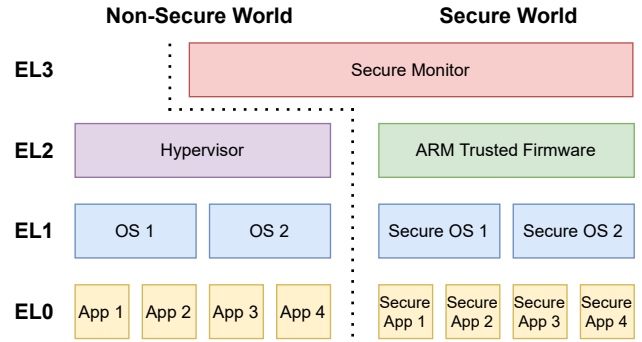 Non-Secure World
Secure World
EL3
Secure Monitor
EL2
Hypervisor
ARM Trusted Firmware
EL1
OS 1
OS 2
Secure OS 1
Secure OS 2
EL0
App 1
App 2
App 3
App 4
Secure
App 1
Secure
App 2
Secure
App 3
Secure
App 4